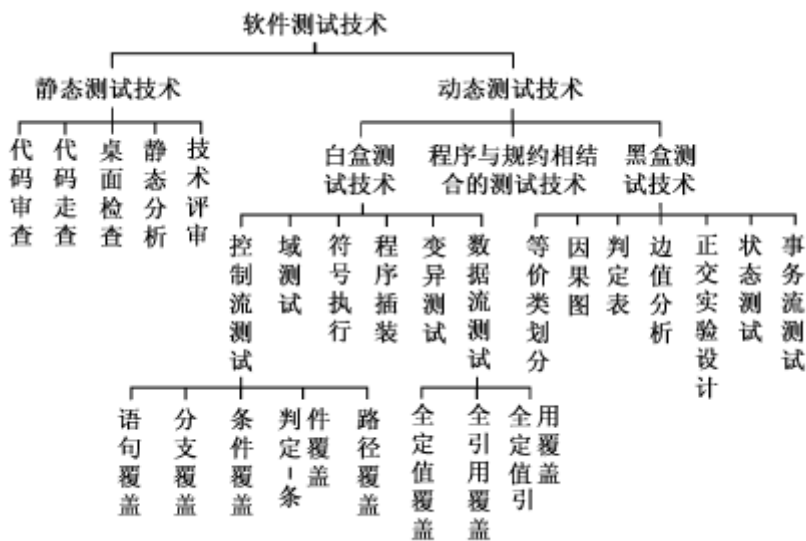 软件测试技术
静态测试技术
动态测试技术
代码审查
代码走查
桌面检查
静态分析
技术评审
白盒测
试技术
程序与规约相结
合的测试技术
黑盒测
试技术
控制流测试
域测试
符号执行
程序插装
变异测试
数据流测试
等价类划分
因果图
判定表
边值分析
正交实验设计
状态测试
事务流测试
语句覆盖
分支覆盖
条件覆盖
判定-条
件覆盖
路径覆盖
全定值覆盖
全引用覆盖
全定值引
用覆盖